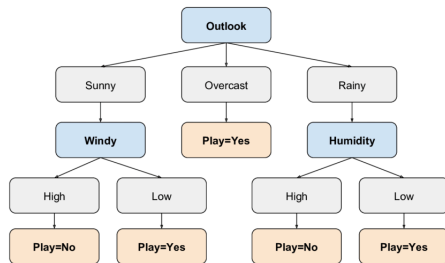 Outlook
Sunny Overcast Rainy
Windy Play=Yes Humidity
High Low High Low
Play=No Play=Yes Play=No Play=Yes